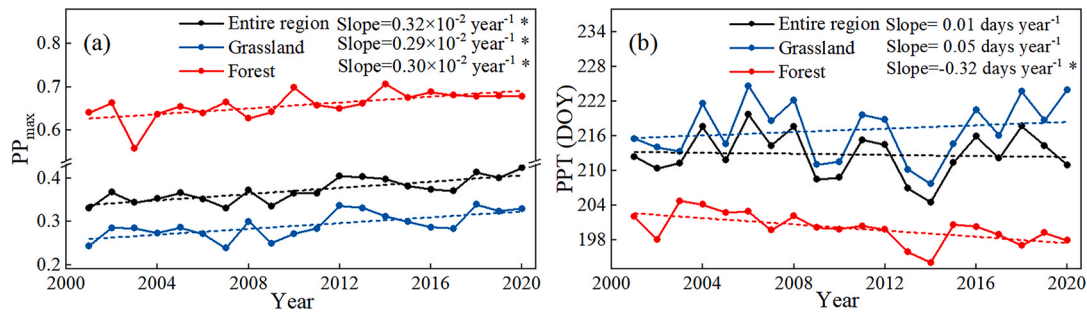 (a)
Entire region Slope=0.32×10⁻² year⁻¹ *
Grassland Slope=0.29×10⁻² year⁻¹ *
Forest Slope=0.30×10⁻² year⁻¹ *
PPmax
0.8
0.7
0.6
0.4
0.3
0.2
2000 2004 2008 2012 2016 2020
Year
(b)
Entire region Slope= 0.01 days year⁻¹
Grassland Slope= 0.05 days year⁻¹
Forest Slope=-0.32 days year⁻¹ *
PPT (DOY)
234
228
222
216
210
204
198
2000 2004 2008 2012 2016 2020
Year